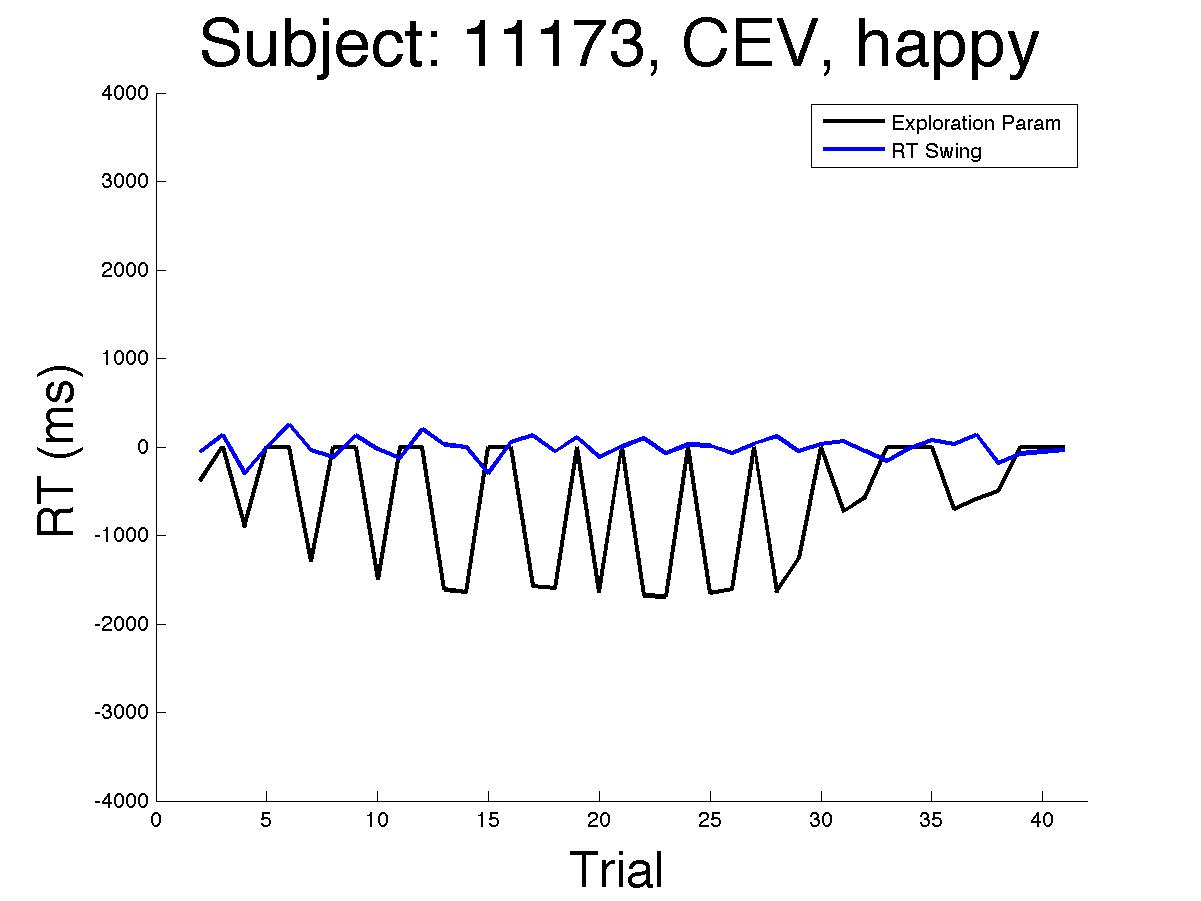 Subject: 11173, CEV, happy
Exploration Param
RT Swing
4000
3000
2000
1000
0
-1000
-2000
-3000
-4000
RT (ms)
0 5 10 15 20 25 30 35 40
Trial